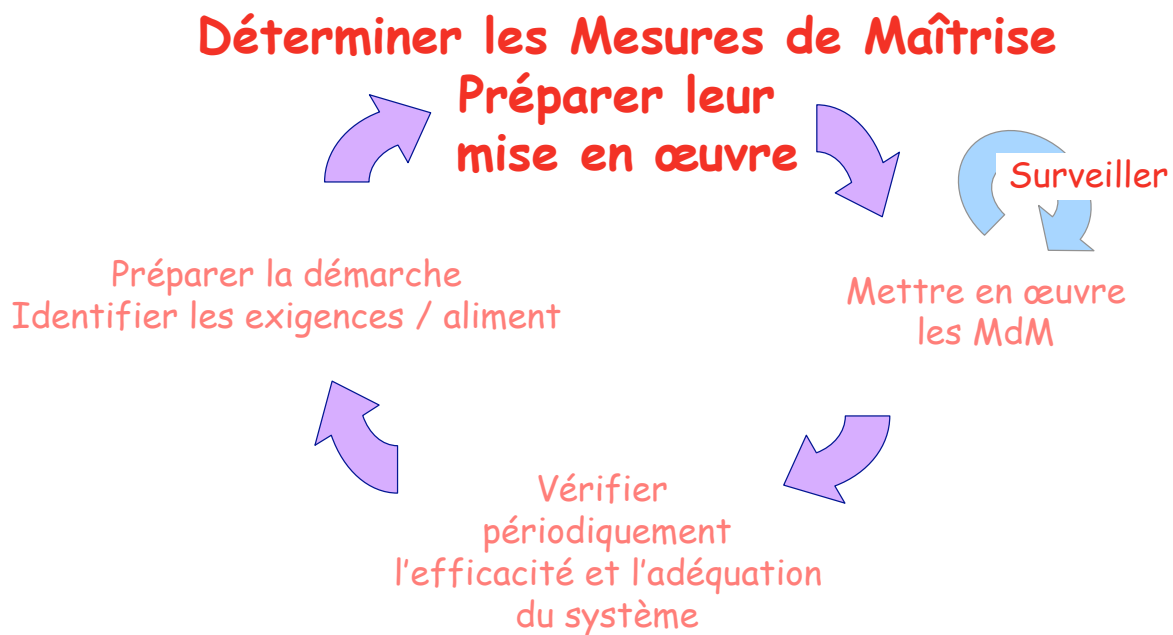 Déterminer les Mesures de Maîtrise
Préparer leur
mise en œuvre
Surveiller
Préparer la démarche
Identifier les exigences / aliment
Mettre en œuvre
les MdM
Vérifier
périodiquement
l'efficacité et l'adéquation
du système